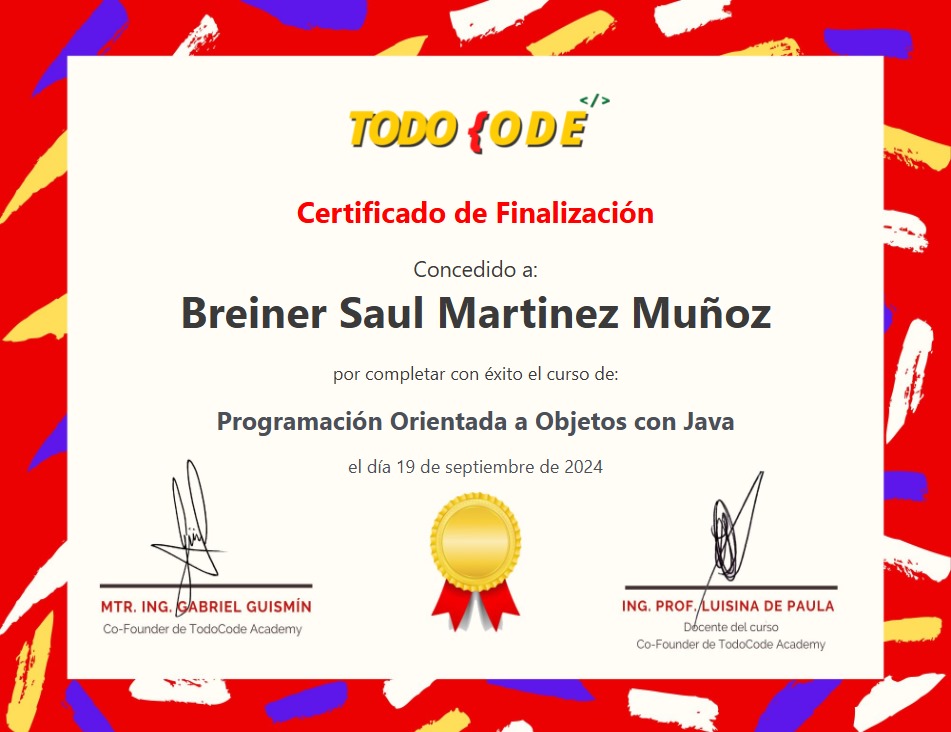 </>
TODO {ODE
Certificado de Finalización
Concedido a:
Breiner Saul Martinez Muñoz
por completar con éxito el curso de:
Programación Orientada a Objetos con Java
el día 19 de septiembre de 2024
MTR. ING. GABRIEL GUISMÍN
Co-Founder de TodoCode Academy
ING. PROF. LUISINA DE PAULA
Docente del curso
Co-Founder de TodoCode Academy